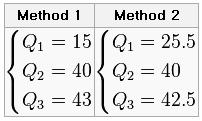 Method 1 Method 2
Q₁ = 15 Q₁ = 25.5
Q₂ = 40 Q₂ = 40
Q₃ = 43 Q₃ = 42.5